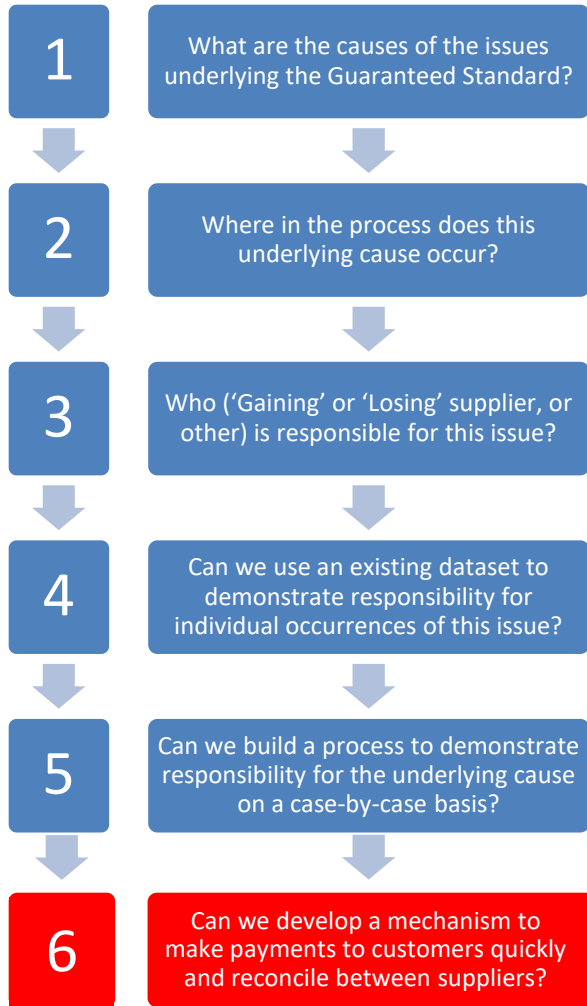 1
What are the causes of the issues
underlying the Guaranteed Standard?
2
Where in the process does this
underlying cause occur?
3
Who (‘Gaining’ or ‘Losing’ supplier, or
other) is responsible for this issue?
4
Can we use an existing dataset to
demonstrate responsibility for
individual occurrences of this issue?
5
Can we build a process to demonstrate
responsibility for the underlying cause
on a case-by-case basis?
6
Can we develop a mechanism to
make payments to customers quickly
and reconcile between suppliers?